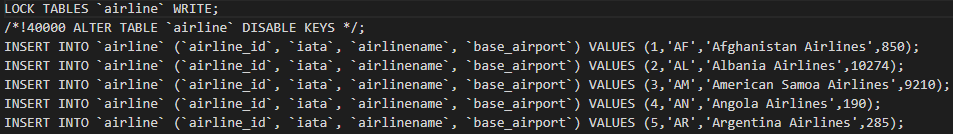 LOCK TABLES `airline` WRITE;
/*!40000 ALTER TABLE `airline` DISABLE KEYS */;
INSERT INTO `airline` (`airline_id`, `iata`, `airlinename`, `base_airport`) VALUES (1,'AF','Afghanistan Airlines',850);
INSERT INTO `airline` (`airline_id`, `iata`, `airlinename`, `base_airport`) VALUES (2,'AL','Albania Airlines',10274);
INSERT INTO `airline` (`airline_id`, `iata`, `airlinename`, `base_airport`) VALUES (3,'AM','American Samoa Airlines',9210);
INSERT INTO `airline` (`airline_id`, `iata`, `airlinename`, `base_airport`) VALUES (4,'AN','Angola Airlines',190);
INSERT INTO `airline` (`airline_id`, `iata`, `airlinename`, `base_airport`) VALUES (5,'AR','Argentina Airlines',285);